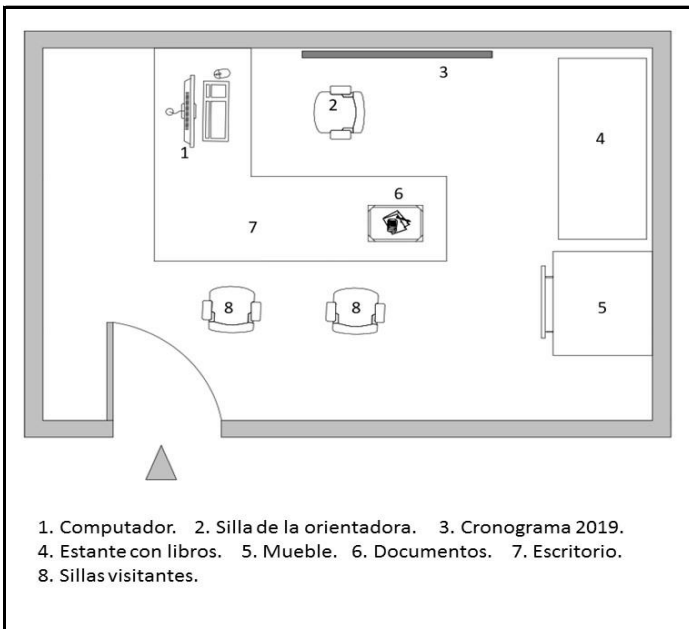 3
2
4
1
6
7
8 8
5
1. Computador. 2. Silla de la orientadora. 3. Cronograma 2019.
4. Estante con libros. 5. Mueble. 6. Documentos. 7. Escritorio.
8. Sillas visitantes.